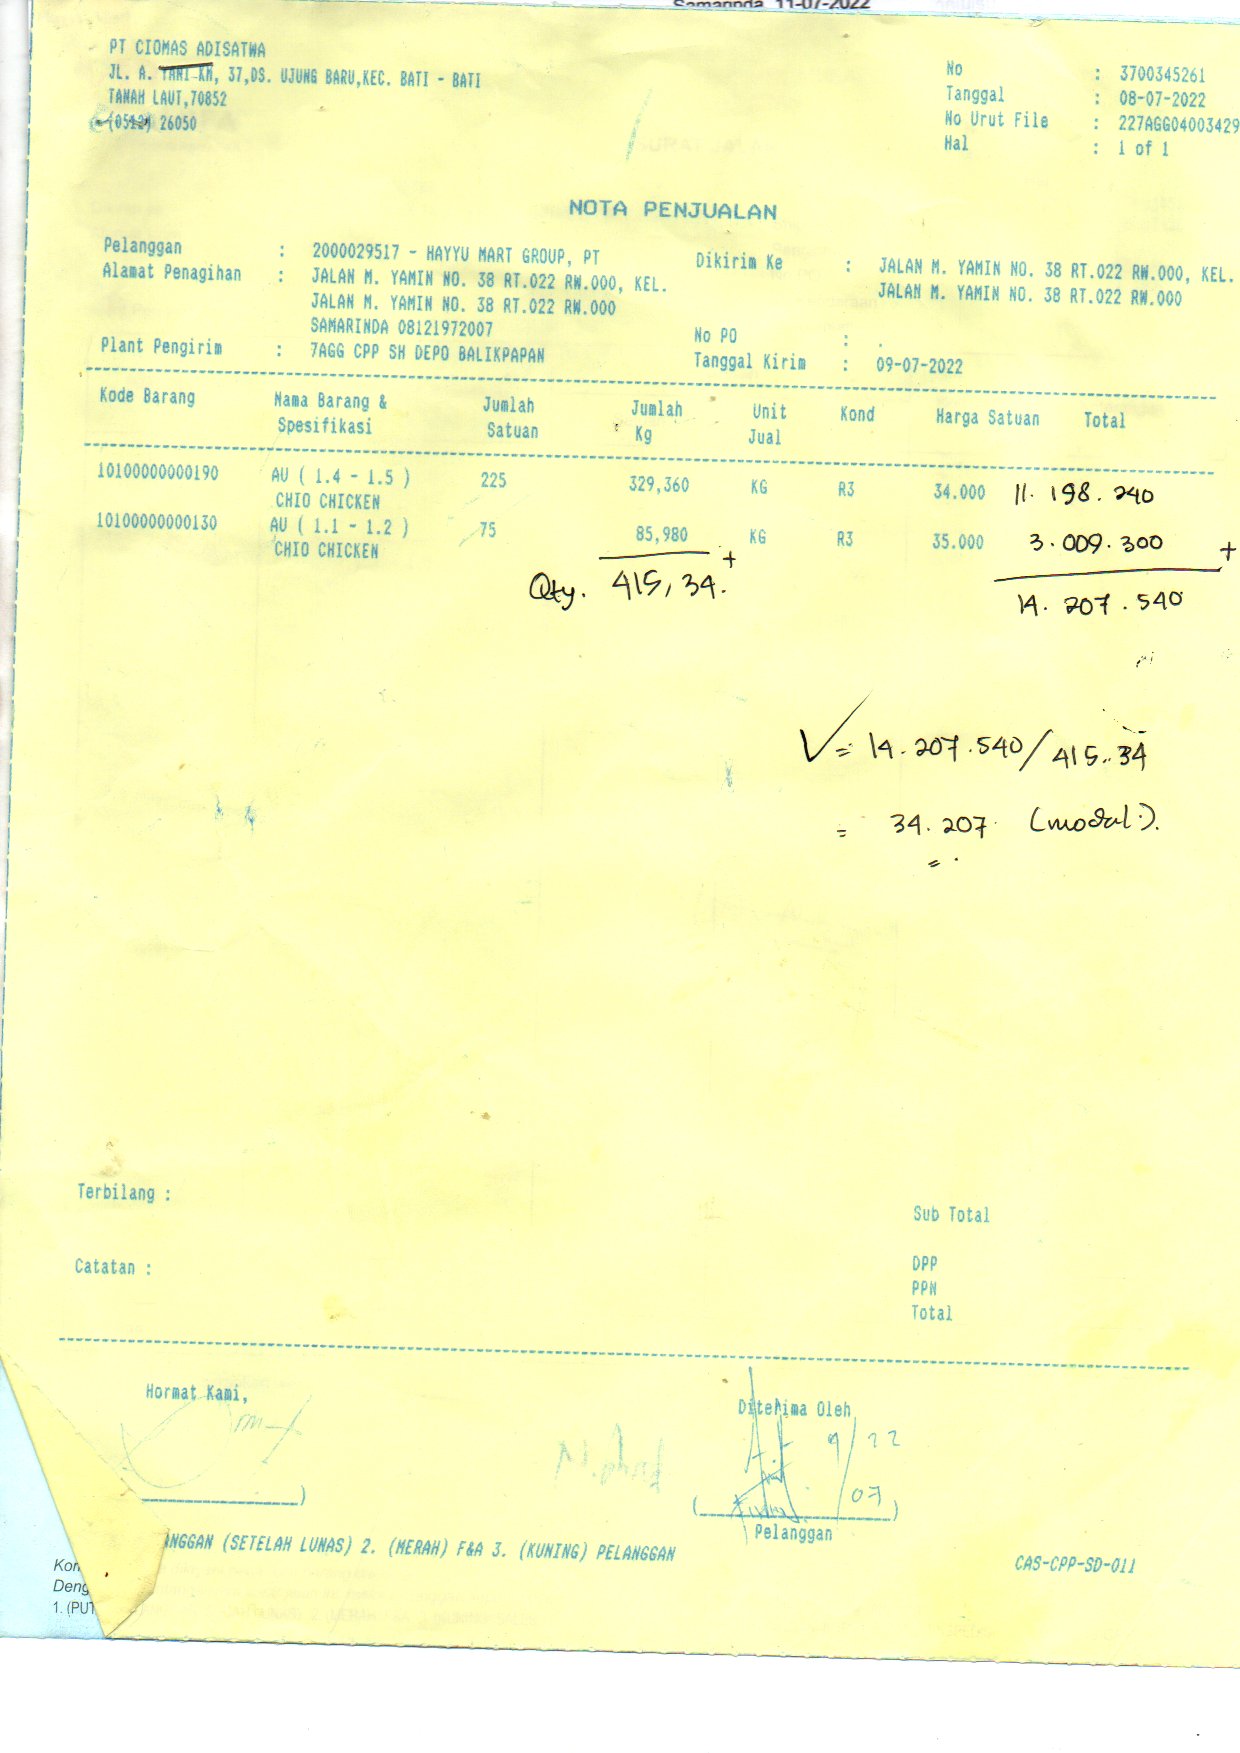 Samarinda, 11-07-2022
PT CIOMAS ADISATWA
JL. A. YANI KM, 37,DS. UJUNG BARU,KEC. BATI - BATI
TANAH LAUT,70852
(0512) 26050
No : 3700345261
Tanggal : 08-07-2022
No Urut File : 227AGG04003429
Hal : 1 of 1
NOTA PENJUALAN
Pelanggan : 2000029517 - HAYYU MART GROUP, PT
Alamat Penagihan : JALAN M. YAMIN NO. 38 RT.022 RW.000, KEL.
JALAN M. YAMIN NO. 38 RT.022 RW.000
SAMARINDA 08121972007
Plant Pengirim : 7AGG CPP SH DEPO BALIKPAPAN
Dikirim Ke : JALAN M. YAMIN NO. 38 RT.022 RW.000, KEL.
JALAN M. YAMIN NO. 38 RT.022 RW.000
No PO : .
Tanggal Kirim : 09-07-2022
Kode Barang Nama Barang & Jumlah Jumlah Unit Kond Harga Satuan Total
Spesifikasi Satuan Kg Jual
10100000000190 AU ( 1.4 - 1.5 ) 225 329,360 KG R3 34.000 11.198.240
CHIO CHICKEN
10100000000130 AU ( 1.1 - 1.2 ) 75 85,980 KG R3 35.000 3.009.300 +
CHIO CHICKEN
Qty. 415,34. +
14.207.540
= 14.207.540/415.34
= 34.207 (modal).
Terbilang :
Sub Total
Catatan :
DPP
PPN
Total
Hormat Kami,
Diterima Oleh
9/22
07
( )
Pelanggan
NGGAN (SETELAH LUNAS) 2. (MERAH) F&A 3. (KUNING) PELANGGAN
CAS-CPP-SD-011
Kon
Deng
1. (PUT